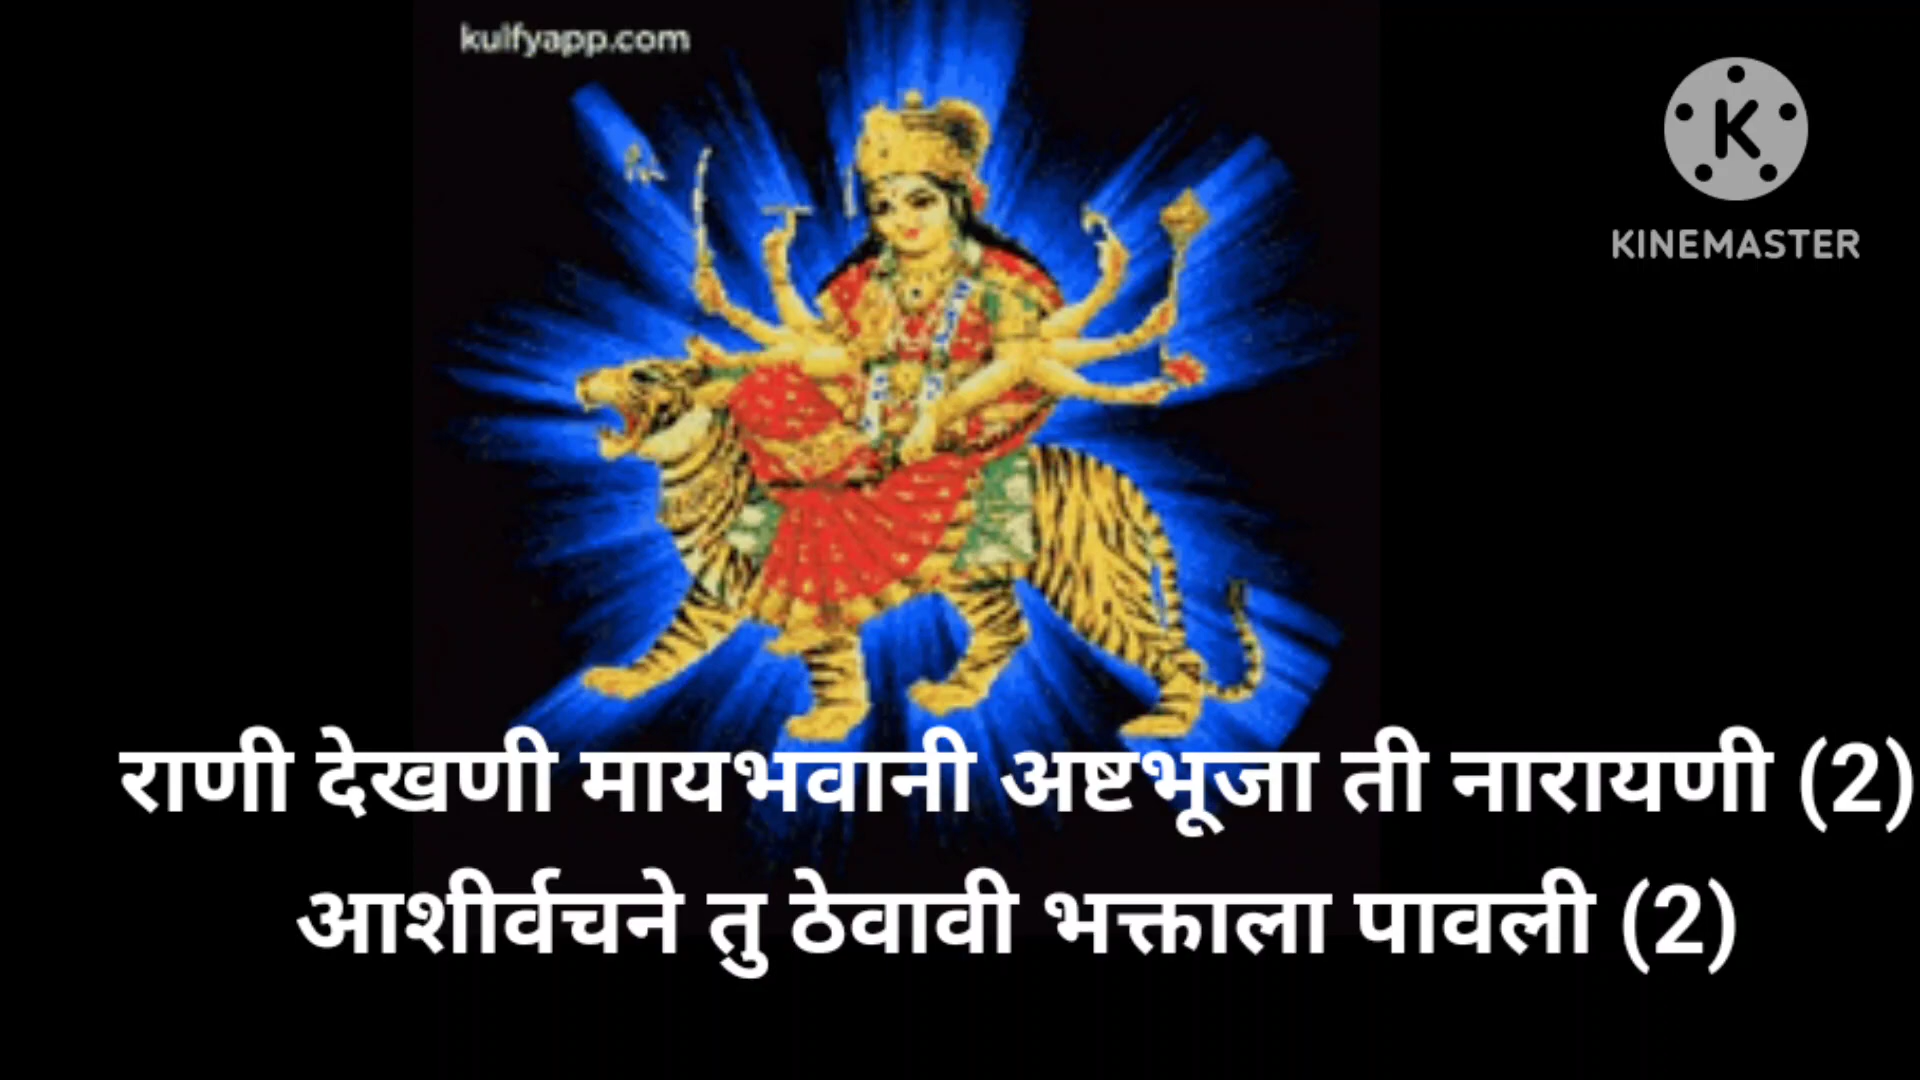 kulfyapp.com
K
KINEMASTER
राणी देखणी मायभवानी अष्टभूजा ती नारायणी (2)
आशीर्वचने तु ठेवावी भक्ताला पावली (2)